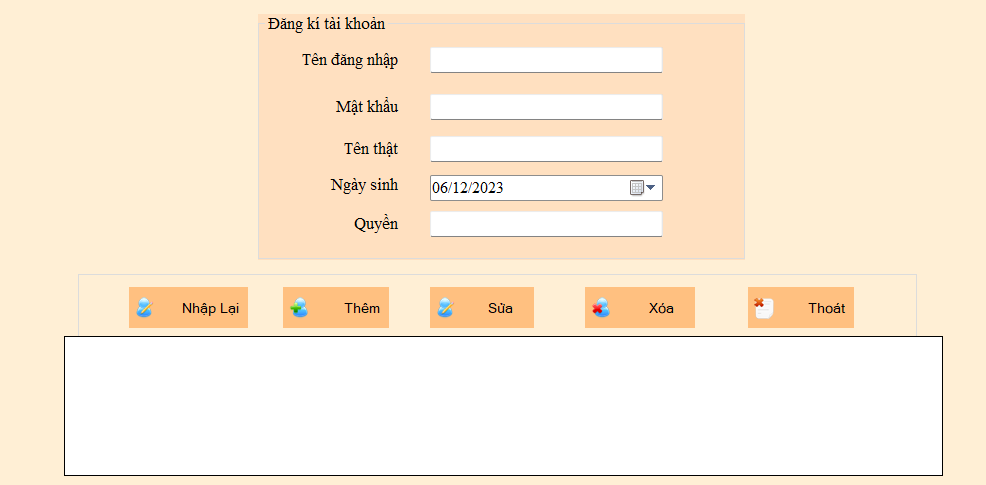 Đăng kí tài khoản
Tên đăng nhập
Mật khẩu
Tên thật
Ngày sinh 06/12/2023
Quyền
Nhập Lại Thêm Sửa Xóa Thoát